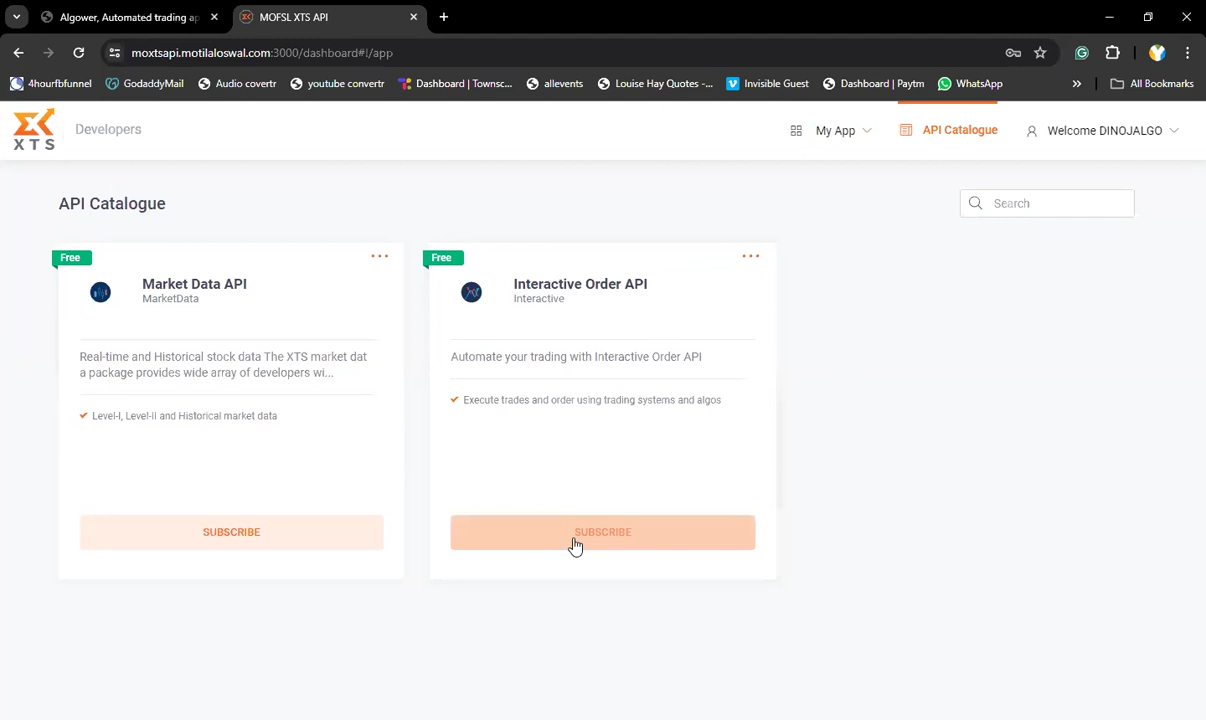 Algower, Automated trading ap
MOFSL XTS API
moxtsapi.motilaloswal.com:3000/dashboard#!/app
4hourfbfunnel
GodaddyMail
Audio covertr
youtube convertr
Dashboard | Townsc...
allevents
Louise Hay Quotes -...
Invisible Guest
Dashboard | Paytm
WhatsApp
»
All Bookmarks
XTS
Developers
My App
API Catalogue
Welcome DINOJALGO
API Catalogue
Search
Free
Market Data API
MarketData
Real-time and Historical stock data The XTS market dat
a package provides wide array of developers wi...
Level-I, Level-II and Historical market data
SUBSCRIBE
Free
Interactive Order API
Interactive
Automate your trading with Interactive Order API
Execute trades and order using trading systems and algos
SUBSCRIBE